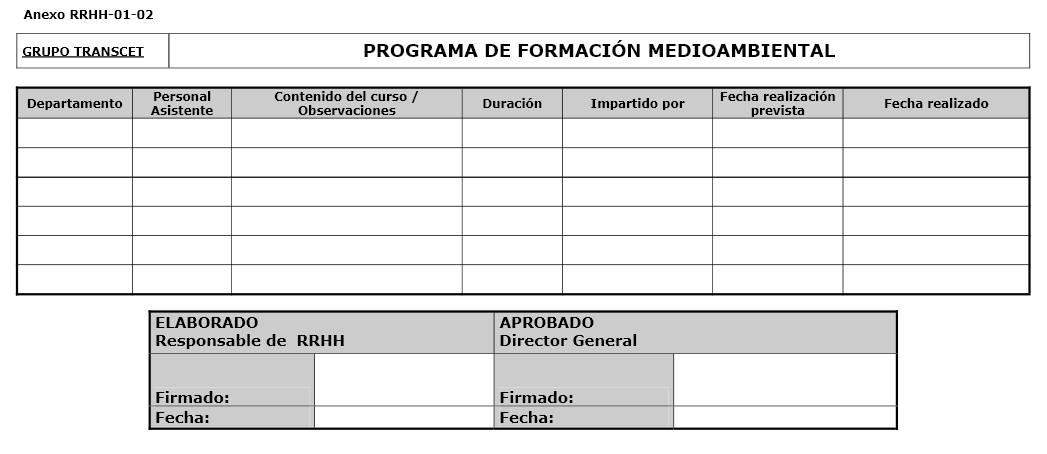 Anexo RRHH-01-02
GRUPO TRANSCET
PROGRAMA DE FORMACIÓN MEDIOAMBIENTAL
Departamento
Personal
Asistente
Contenido del curso /
Observaciones
Duración
Impartido por
Fecha realización
prevista
Fecha realizado
ELABORADO
Responsable de RRHH
APROBADO
Director General
Firmado:
Firmado:
Fecha:
Fecha: